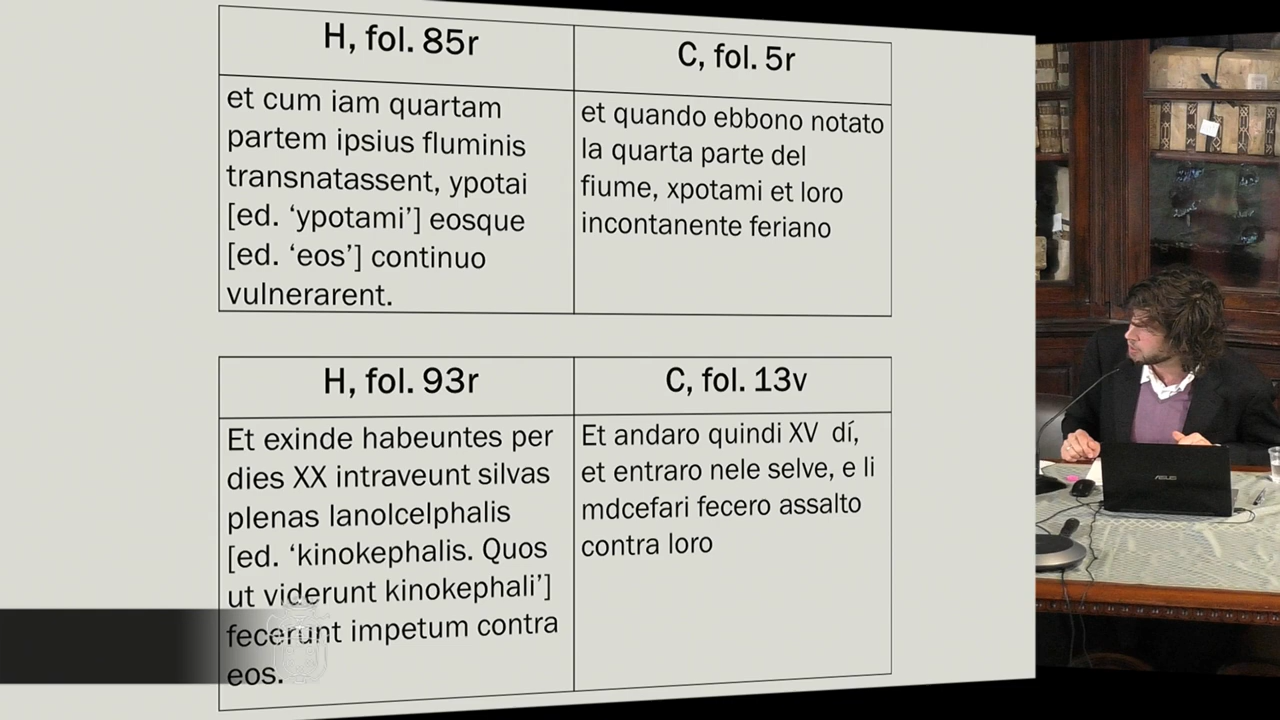 H, fol. 85r
C, fol. 5r
et cum iam quartam
partem ipsius fluminis
transnatassent, ypotai
[ed. ‘ypotami’] eosque
[ed. ‘eos’] continuo
vulnerarent.
et quando ebbono notato
la quarta parte del
fiume, xpotami et loro
incontanente feriano
H, fol. 93r
C, fol. 13v
Et exinde habeuntes per
dies XX intraveunt silvas
plenas lanolcelphalis
[ed. ‘kinokephalis. Quos
ut viderunt kinokephali’]
fecerunt impetum contra
eos.
Et andaro quindi XV dí,
et entraro nele selve, e li
mdcefari fecero assalto
contra loro
ASUS